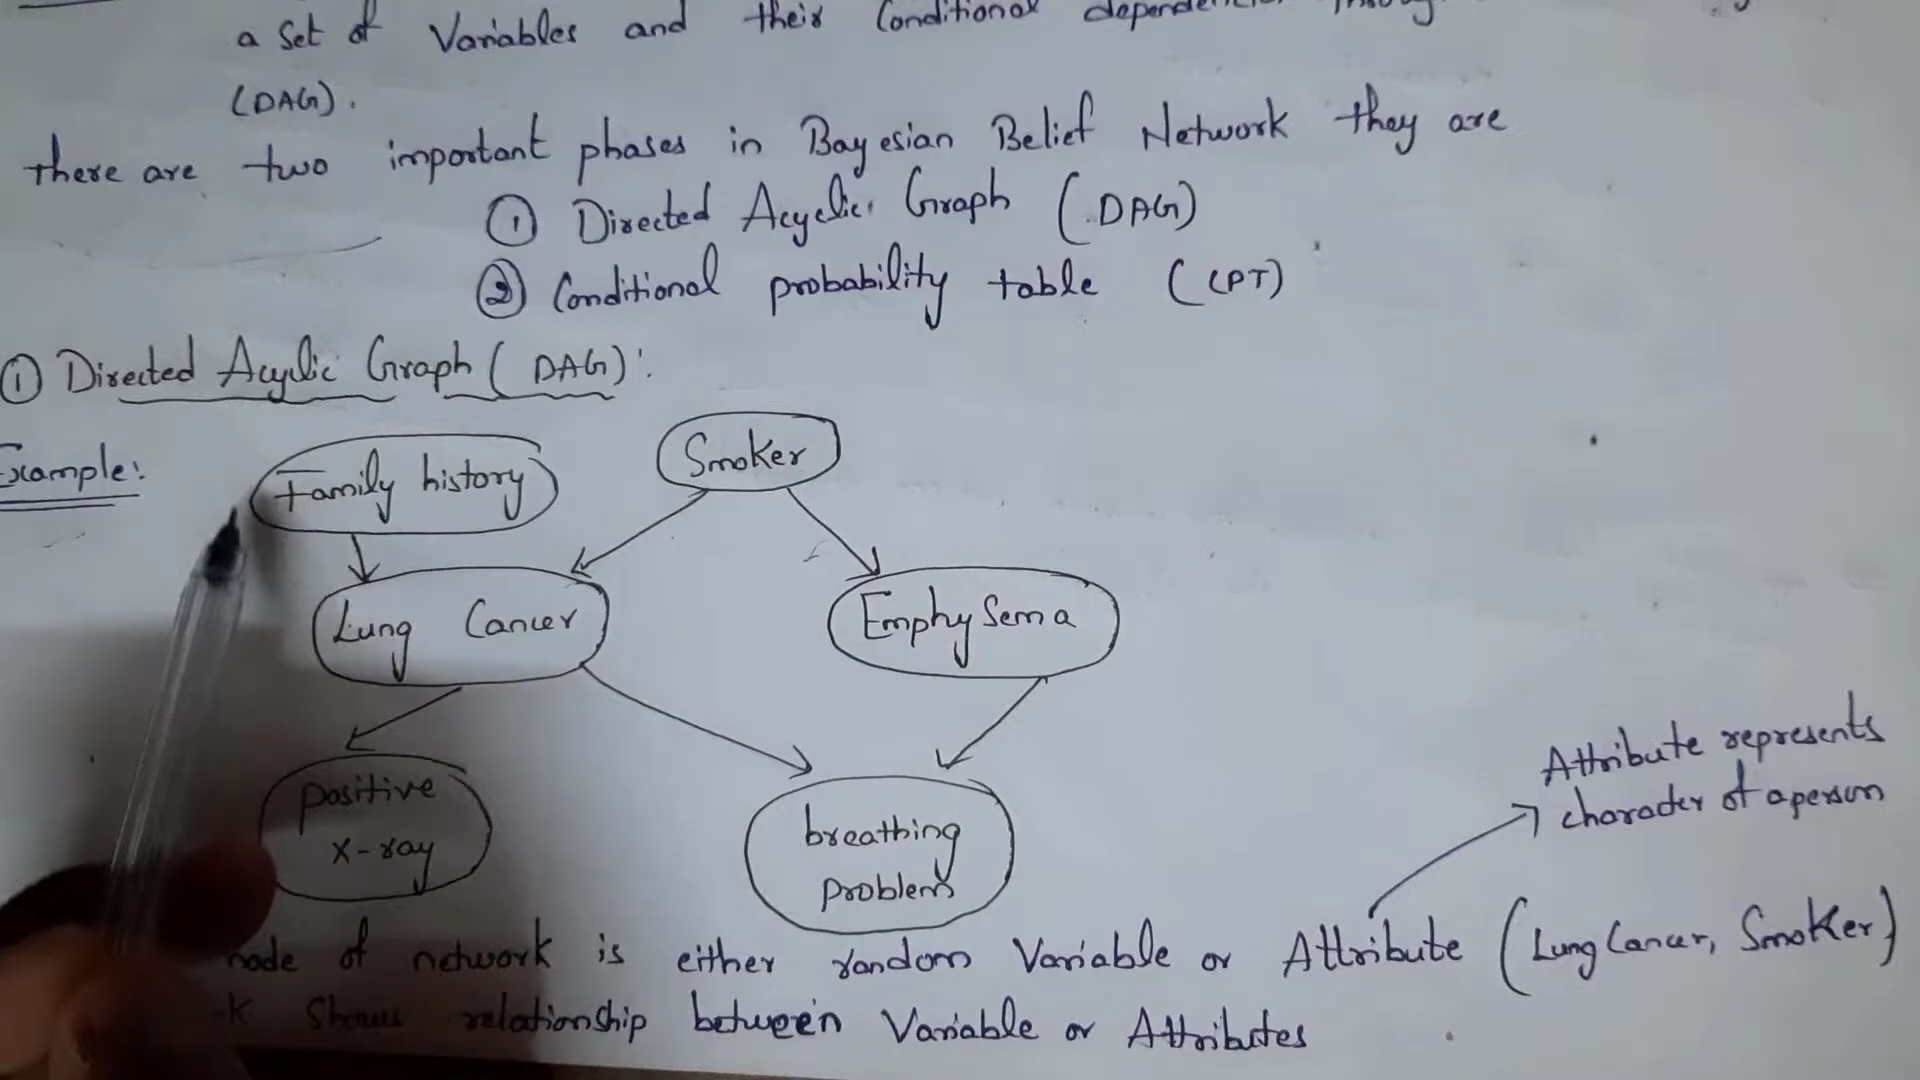 a Set of Variables and their Conditional
(DAG).
there are two important phases in Bayesian Belief Network they are
① Directed Acyclic Graph (DAG)
② Conditional probability table (CPT)
① Directed Acyclic Graph (DAG):
Example:
Family history
Smoker
Lung Cancer
Emphysema
positive
x-ray
breathing
problem
Attribute represents
character of a person
node of network is either random Variable or Attribute (Lung Cancer, Smoker)
k Shows relationship between Variable or Attributes